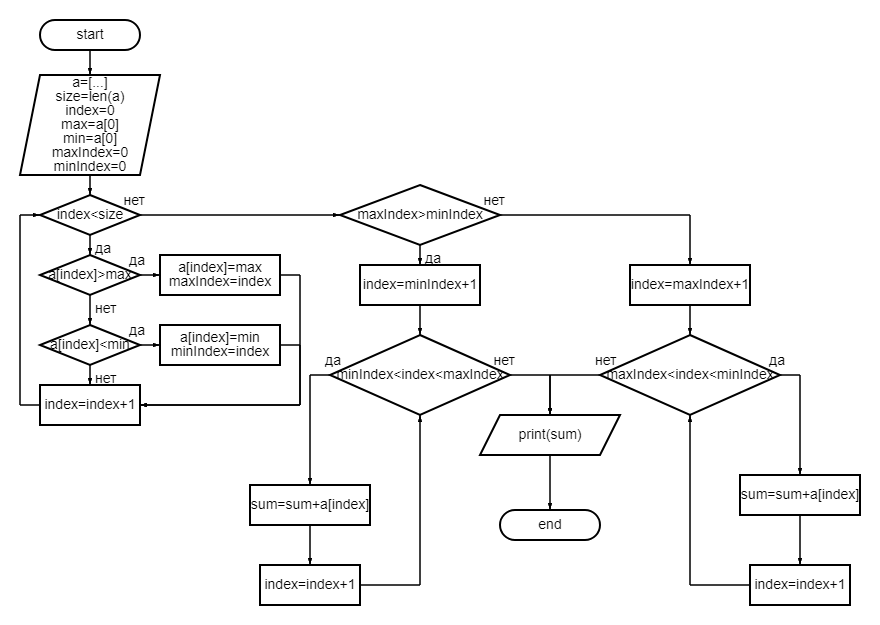 start
a=[...]
size=len(a)
index=0
max=a[0]
min=a[0]
maxIndex=0
minIndex=0
index<size
нет
да
a[index]>max
да
a[index]=max
maxIndex=index
нет
a[index]<min
да
a[index]=min
minIndex=index
нет
index=index+1
maxIndex>minIndex
нет
да
index=minIndex+1
index=maxIndex+1
да
minIndex<index<maxIndex
нет
нет
maxIndex<index<minIndex
да
print(sum)
sum=sum+a[index]
sum=sum+a[index]
end
index=index+1
index=index+1